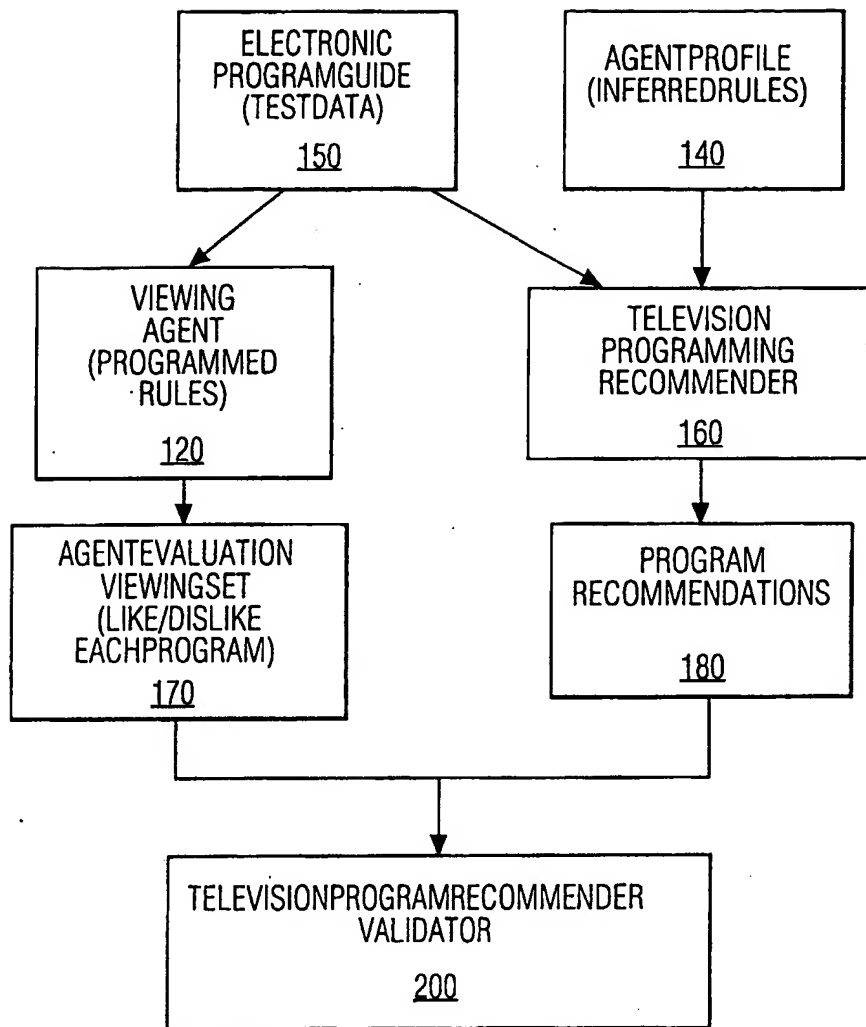 ELECTRONIC
PROGRAMGUIDE
(TESTDATA)
150
AGENTPROFILE
(INFERREDRULES)
140
VIEWING
AGENT
(PROGRAMMED
RULES)
120
TELEVISION
PROGRAMMING
RECOMMENDER
160
AGENTEVALUATION
VIEWINGSET
(LIKE/DISLIKE
EACHPROGRAM)
170
PROGRAM
RECOMMENDATIONS
180
TELEVISIONPROGRAMRECOMMENDER
VALIDATOR
200